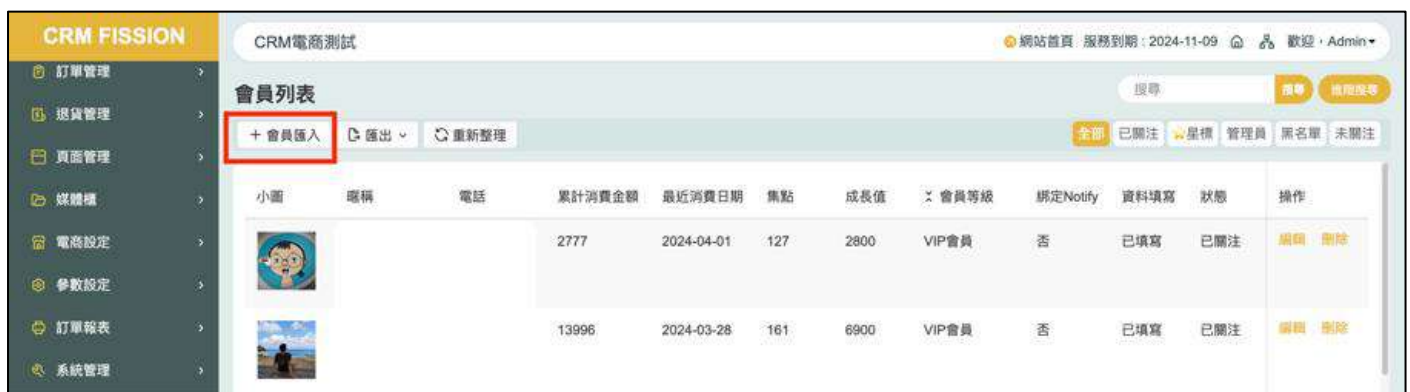 CRM FISSION
CRM電商測試
網站首頁 服務到期：2024-11-09 歡迎，Admin
訂單管理
退貨管理
頁面管理
媒體櫃
電商設定
參數設定
訂單報表
系統管理
會員列表
搜尋 搜尋 進階搜尋
+ 會員匯入 匯出 重新整理
全部 已關注 星標 管理員 黑名單 未關注
小圖 暱稱 電話 累計消費金額 最近消費日期 集點 成長值 會員等級 綁定Notify 資料填寫 狀態 操作
2777 2024-04-01 127 2800 VIP會員 否 已填寫 已關注 編輯 刪除
13996 2024-03-28 161 6900 VIP會員 否 已填寫 已關注 編輯 刪除